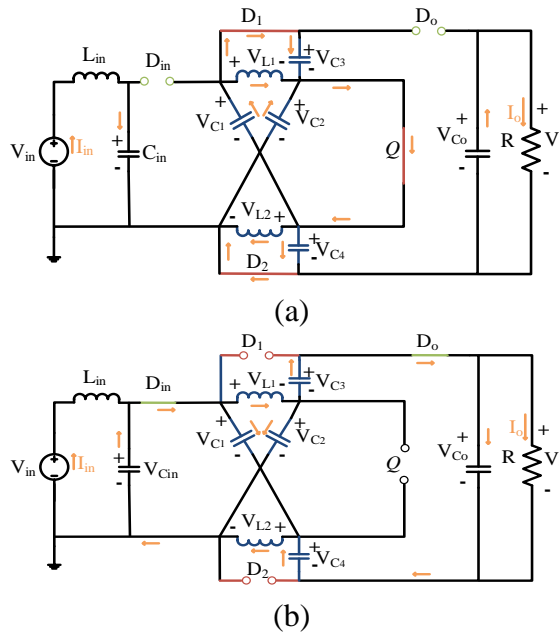 D1 Do
Lin Din + VL1 - + - VC3
+ + Io +
Vin Iin + - Cin VC1 - VC2 - Q + VCo - R V -
- VL2 + + - VC4
D2
(a)
D1 Do
Lin Din + VL1 - + - VC3
+ + Io +
Vin Iin + - VCin VC1 - VC2 - Q + VCo - R V -
- VL2 + + - VC4
D2
(b)